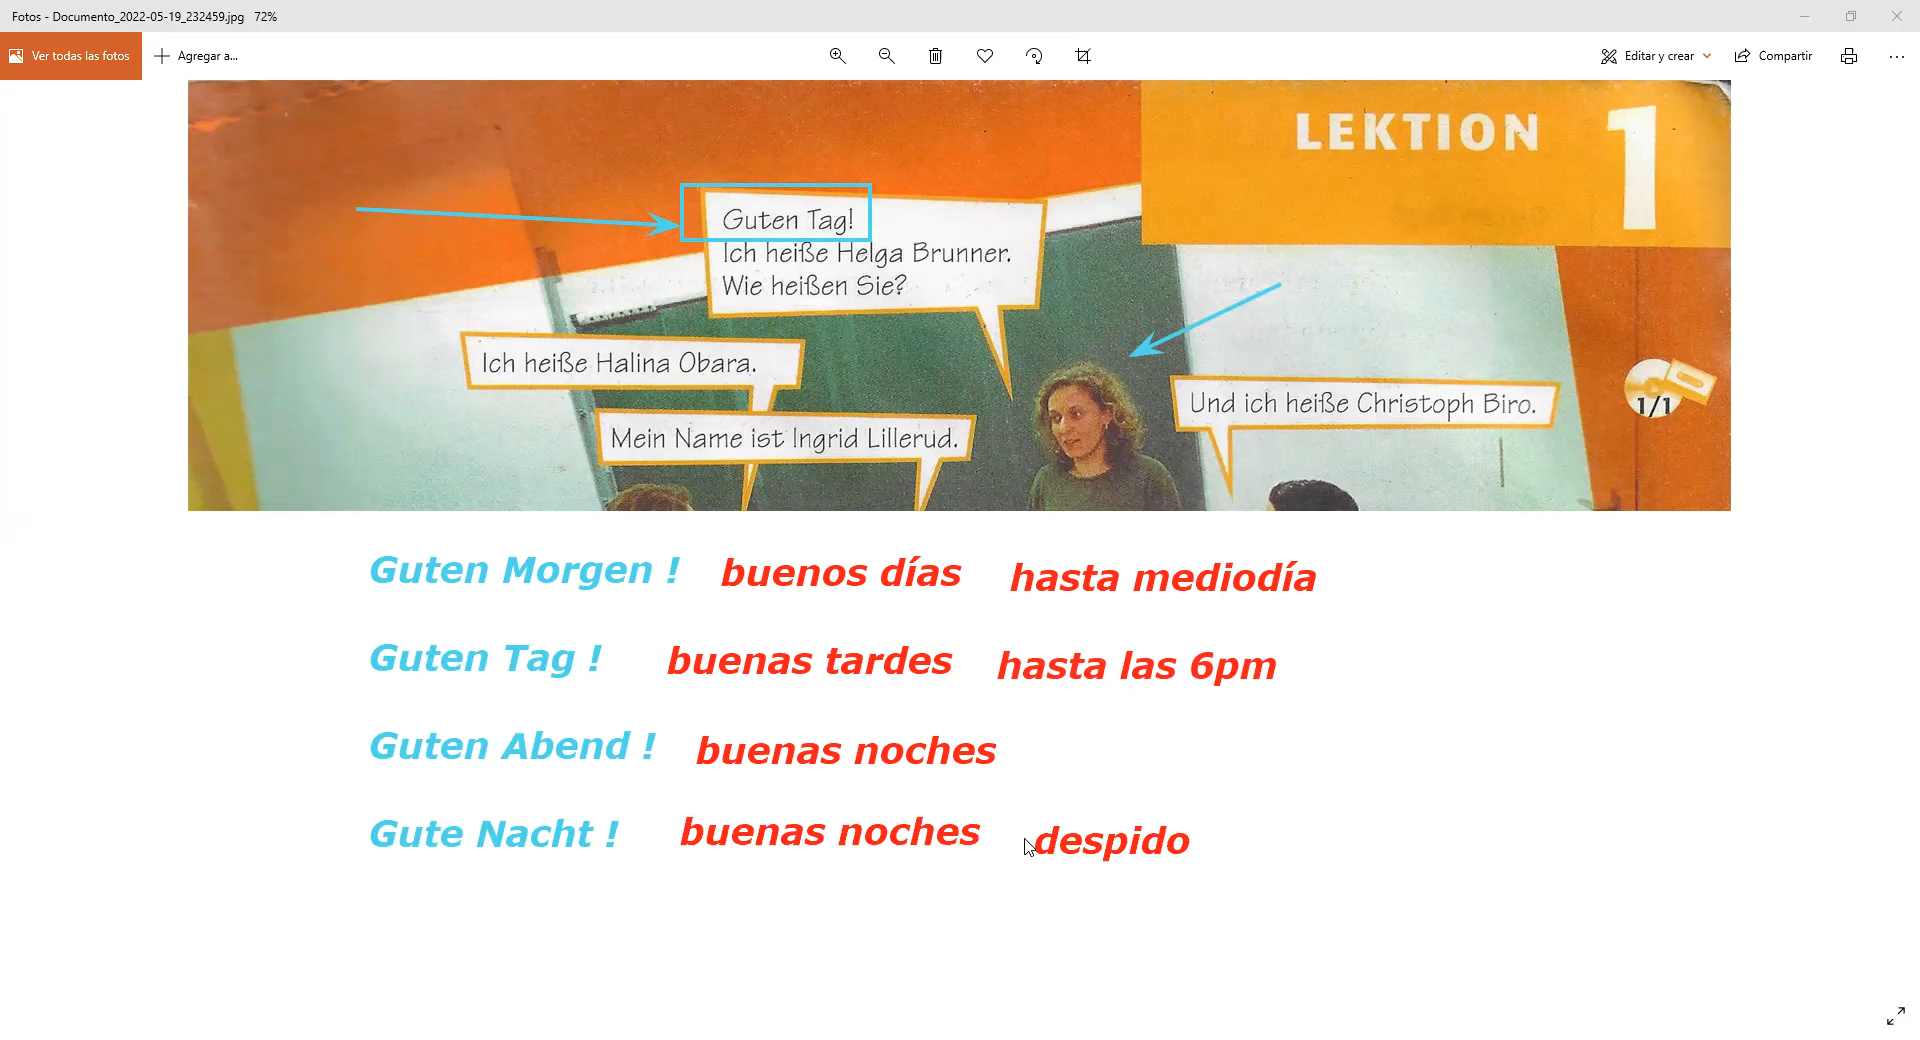 Fotos - Documento_2022-05-19_232459.jpg 72%
Ver todas las fotos
Agregar a...
Editar y crear
Compartir
LEKTION 1
Guten Tag!
Ich heiße Helga Brunner.
Wie heißen Sie?
Ich heiße Halina Obara.
Und ich heiße Christoph Biro.
1/1
Mein Name ist Ingrid Lillerud.
Guten Morgen ! buenos días hasta mediodía
Guten Tag ! buenas tardes hasta las 6pm
Guten Abend ! buenas noches
Gute Nacht ! buenas noches despido